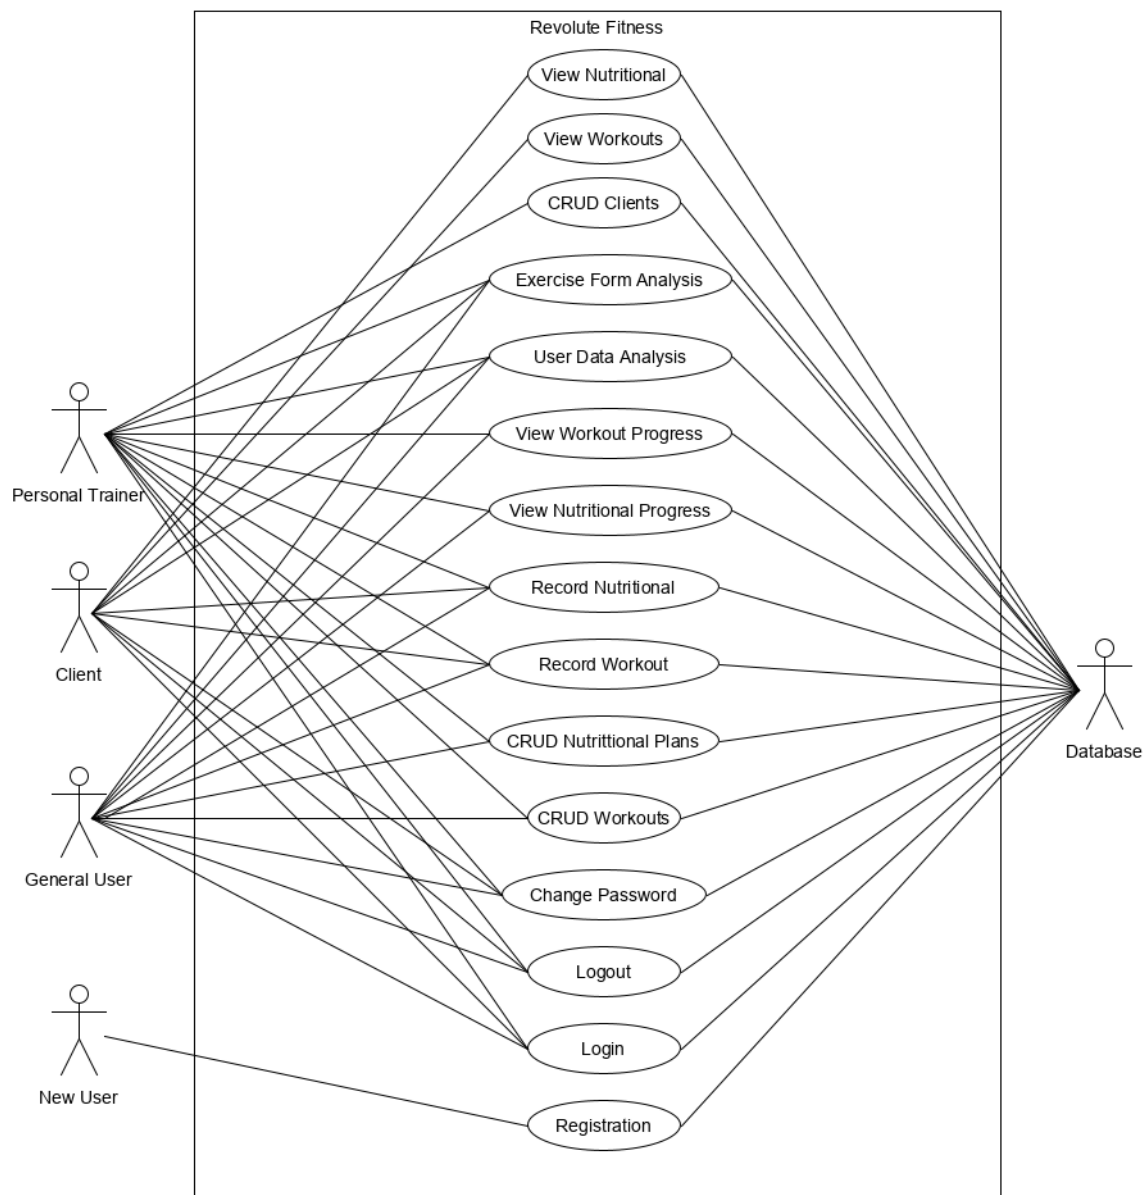 Revolute Fitness
View Nutritional
View Workouts
CRUD Clients
Exercise Form Analysis
User Data Analysis
View Workout Progress
View Nutritional Progress
Record Nutritional
Record Workout
CRUD Nutrittional Plans
CRUD Workouts
Change Password
Logout
Login
Registration
Personal Trainer
Client
General User
New User
Database